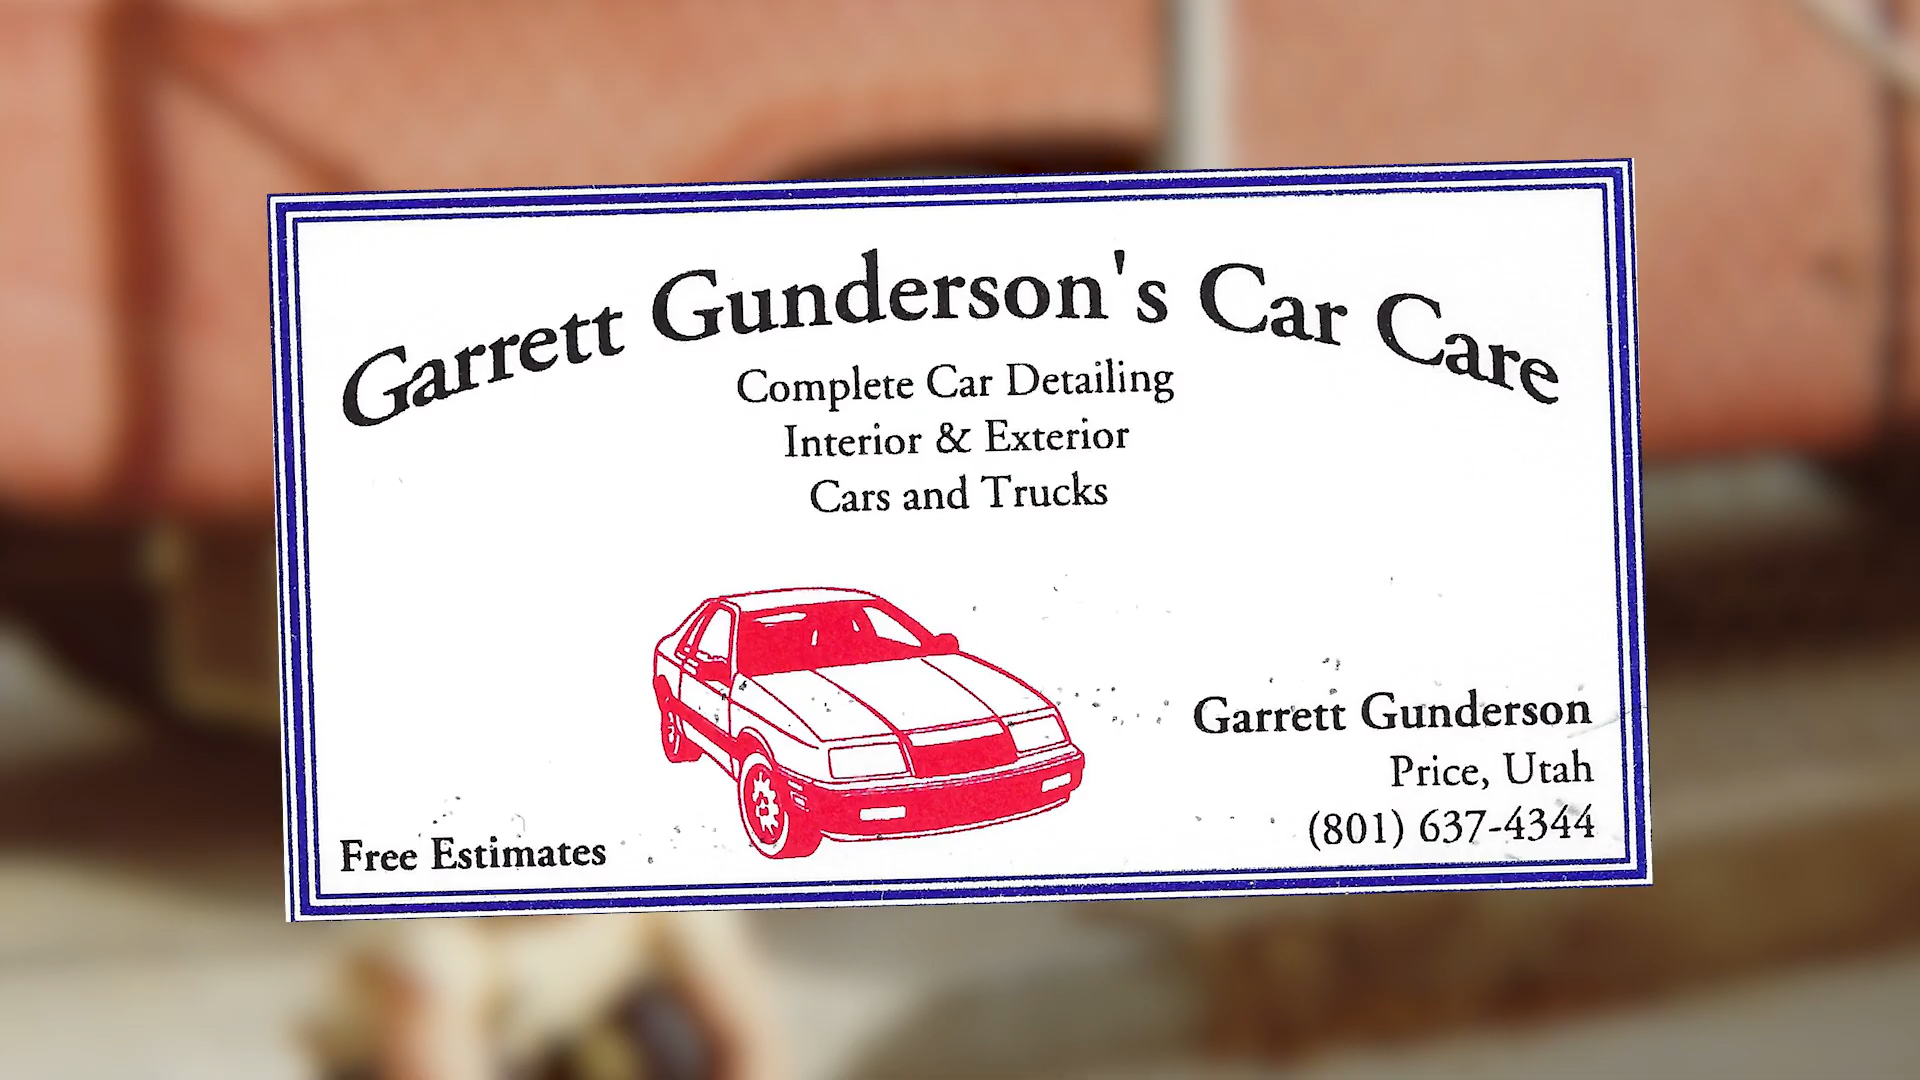 Garrett Gunderson's Car Care
Complete Car Detailing
Interior & Exterior
Cars and Trucks
Garrett Gunderson
Price, Utah
(801) 637-4344
Free Estimates